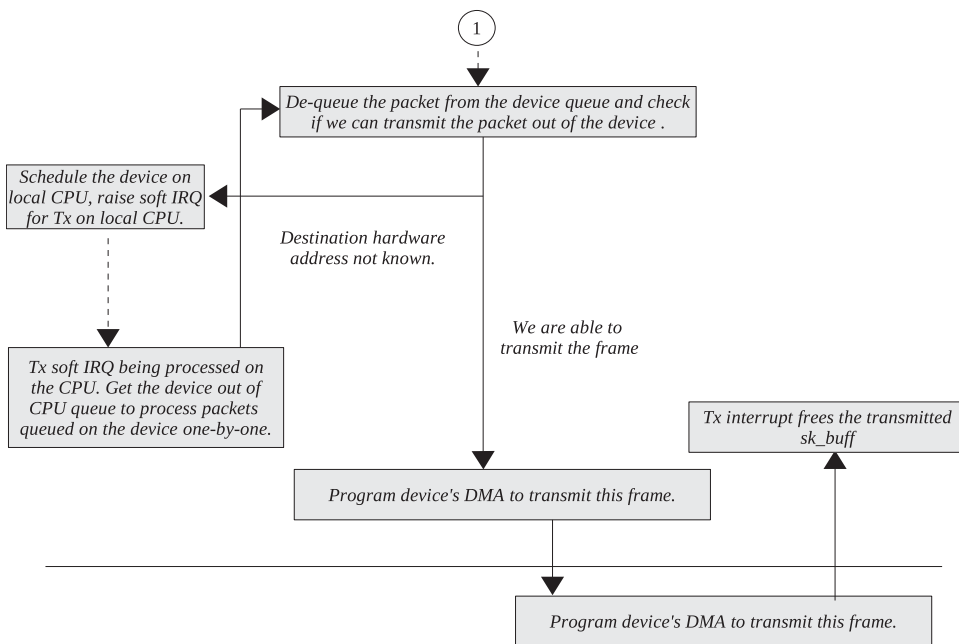 1
De-queue the packet from the device queue and check
if we can transmit the packet out of the device .
Schedule the device on
local CPU, raise soft IRQ
for Tx on local CPU.
Destination hardware
address not known.
We are able to
transmit the frame
Tx soft IRQ being processed on
the CPU. Get the device out of
CPU queue to process packets
queued on the device one-by-one.
Tx interrupt frees the transmitted
sk_buff
Program device's DMA to transmit this frame.
Program device's DMA to transmit this frame.